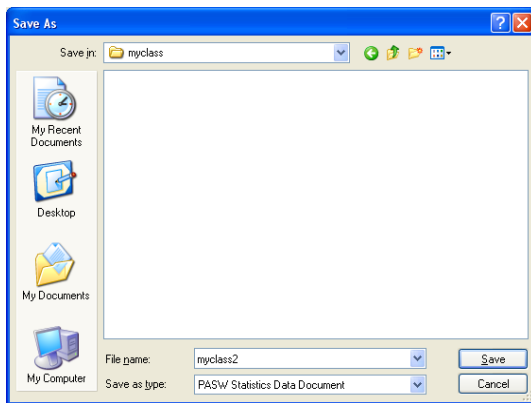 Save As
Save in:
myclass
My Recent
Documents
Desktop
My Documents
My Computer
File name:
myclass2
Save
Save as type:
PASW Statistics Data Document
Cancel